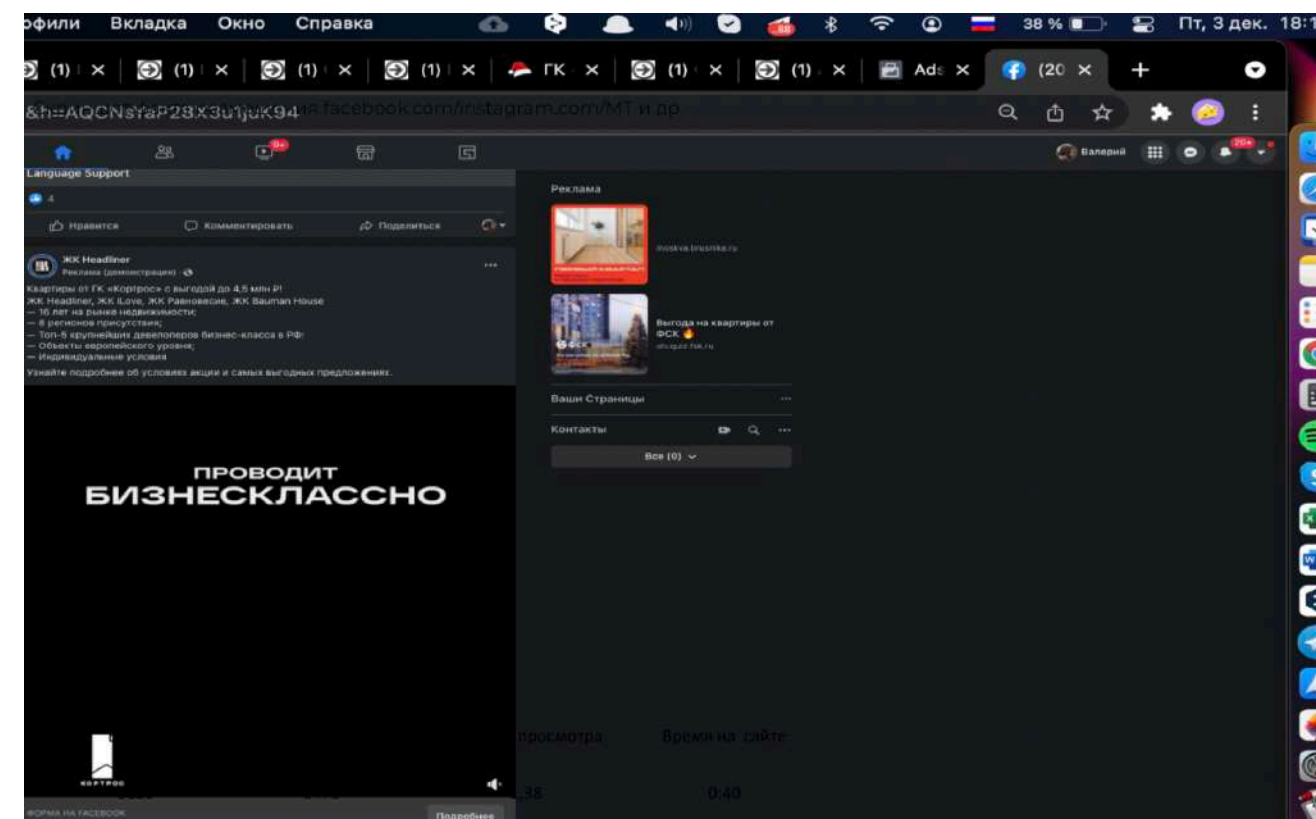 офили Вкладка Окно Справка 38 % Пт, 3 дек. 18:1
(1) (1) (1) (1) ГК (1) (1) Ads (20
&h=AQCNsYaP28X3u1juK94
facebook.com/instagram.com/МТ и др
9+ Валерий 20+
Language Support
4
Нравится Комментировать Поделиться
ЖК Headliner
Реклама (демонстрация)
Квартиры от ГК «Кортрос» с выгодой до 4,5 млн ₽!
ЖК Headliner, ЖК iLove, ЖК Равновесие, ЖК Bauman House
— 16 лет на рынке недвижимости;
— 8 регионов присутствия;
— Топ-5 крупнейших девелоперов бизнес-класса в РФ;
— Объекты европейского уровня;
— Индивидуальные условия
Узнайте подробнее об условиях акции и самых выгодных предложениях.
ПРОВОДИТ
БИЗНЕСКЛАССНО
КОРТРОС
ФОРМА НА FACEBOOK
Подробнее
Реклама
moskva.brusnika.ru
Выгода на квартиры от
ФСК
ФСК
Ваши Страницы
Контакты
Все (0)
просмотра Время на сайте
,38 0:40